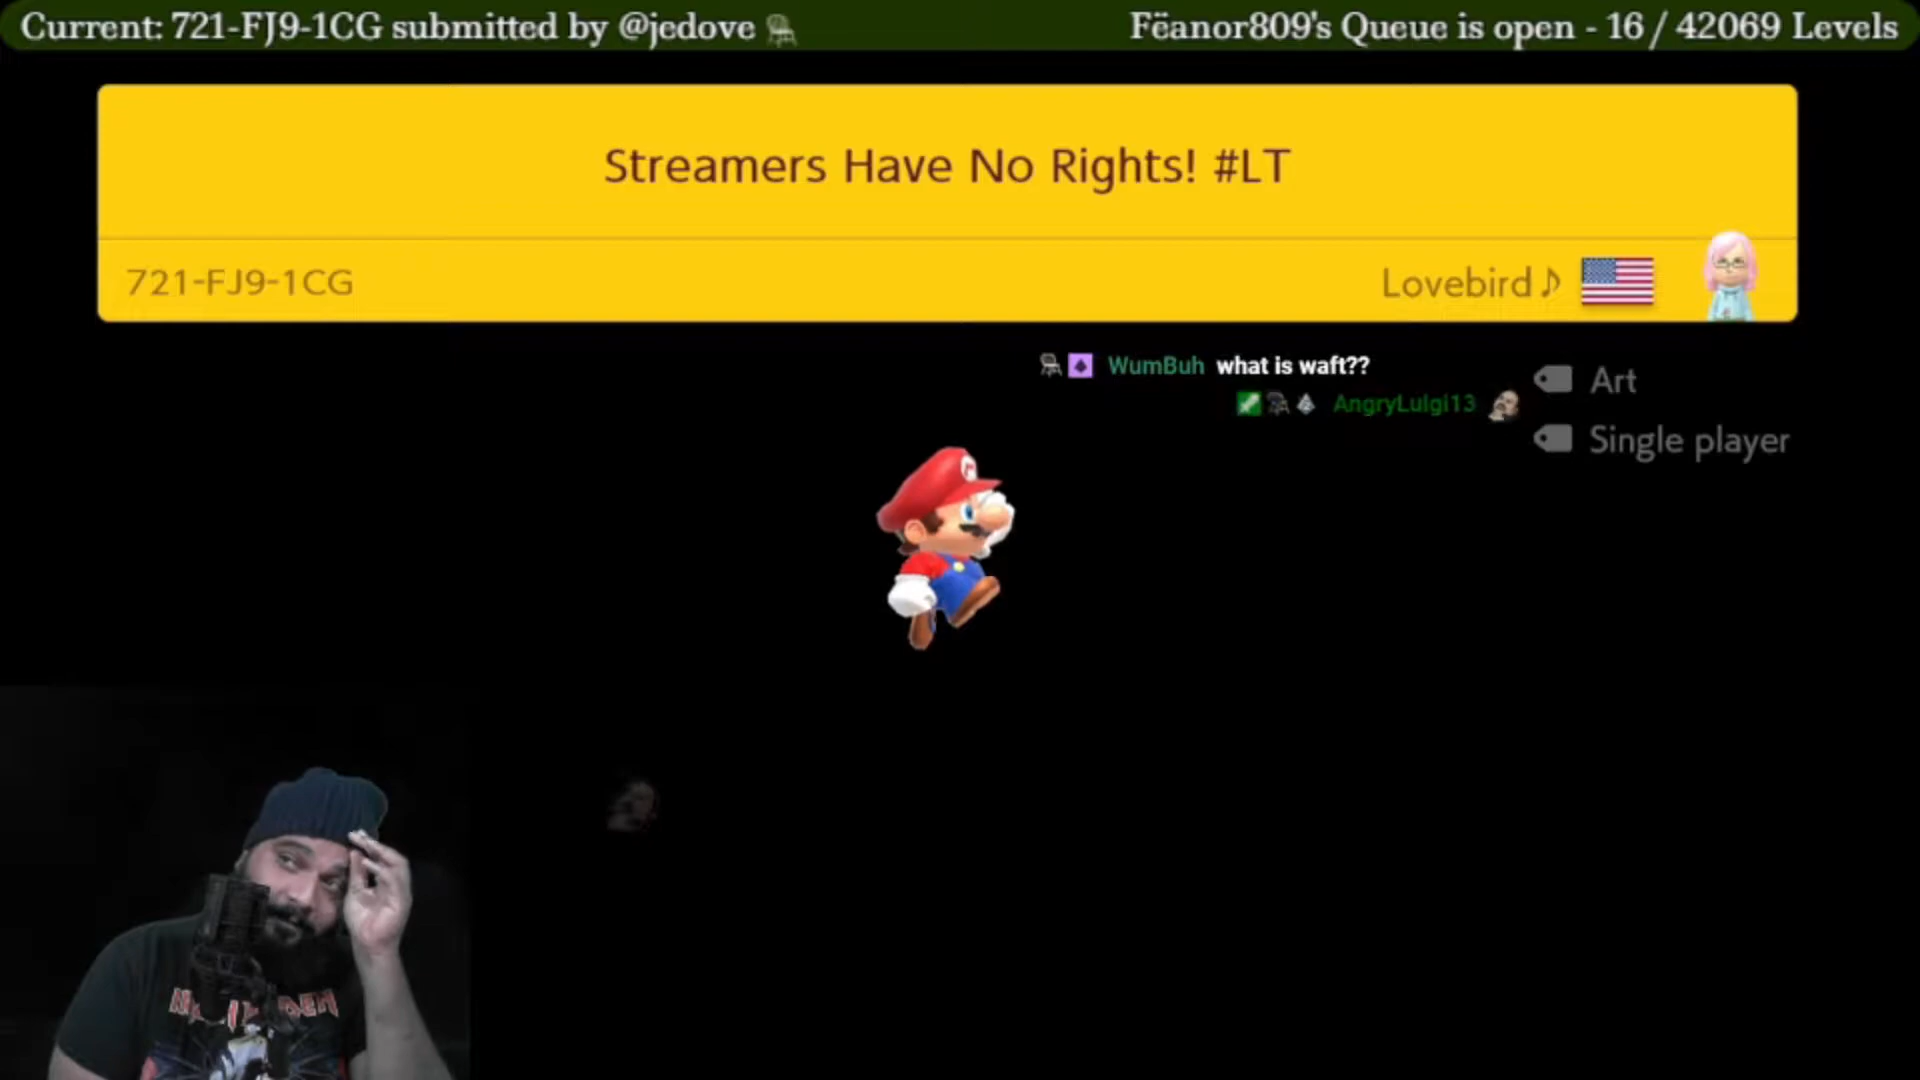 Current: 721-FJ9-1CG submitted by @jedove
Fëanor809's Queue is open - 16 / 42069 Levels
Streamers Have No Rights! #LT
721-FJ9-1CG
Lovebird♪
WumBuh what is waft??
AngryLuigi13
Art
Single player